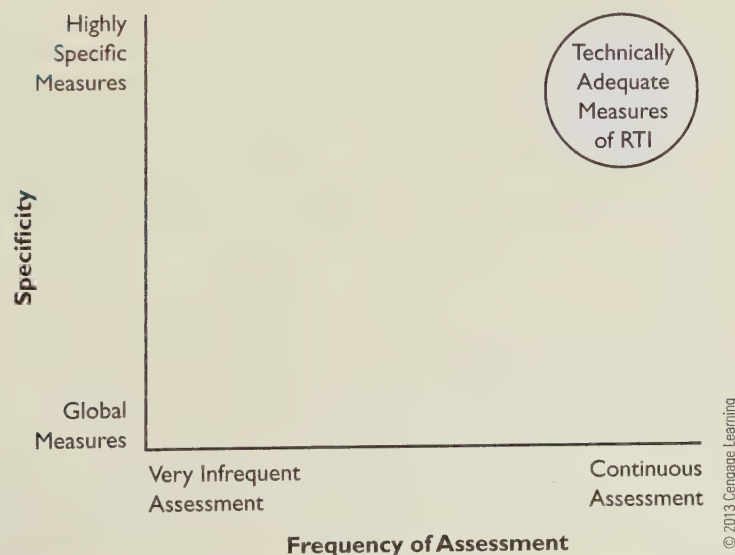 Highly
Specific
Measures
Technically
Adequate
Measures
of RTI
Specificity
Global
Measures
Very Infrequent
Assessment
Continuous
Assessment
Frequency of Assessment
© 2013 Cengage Learning